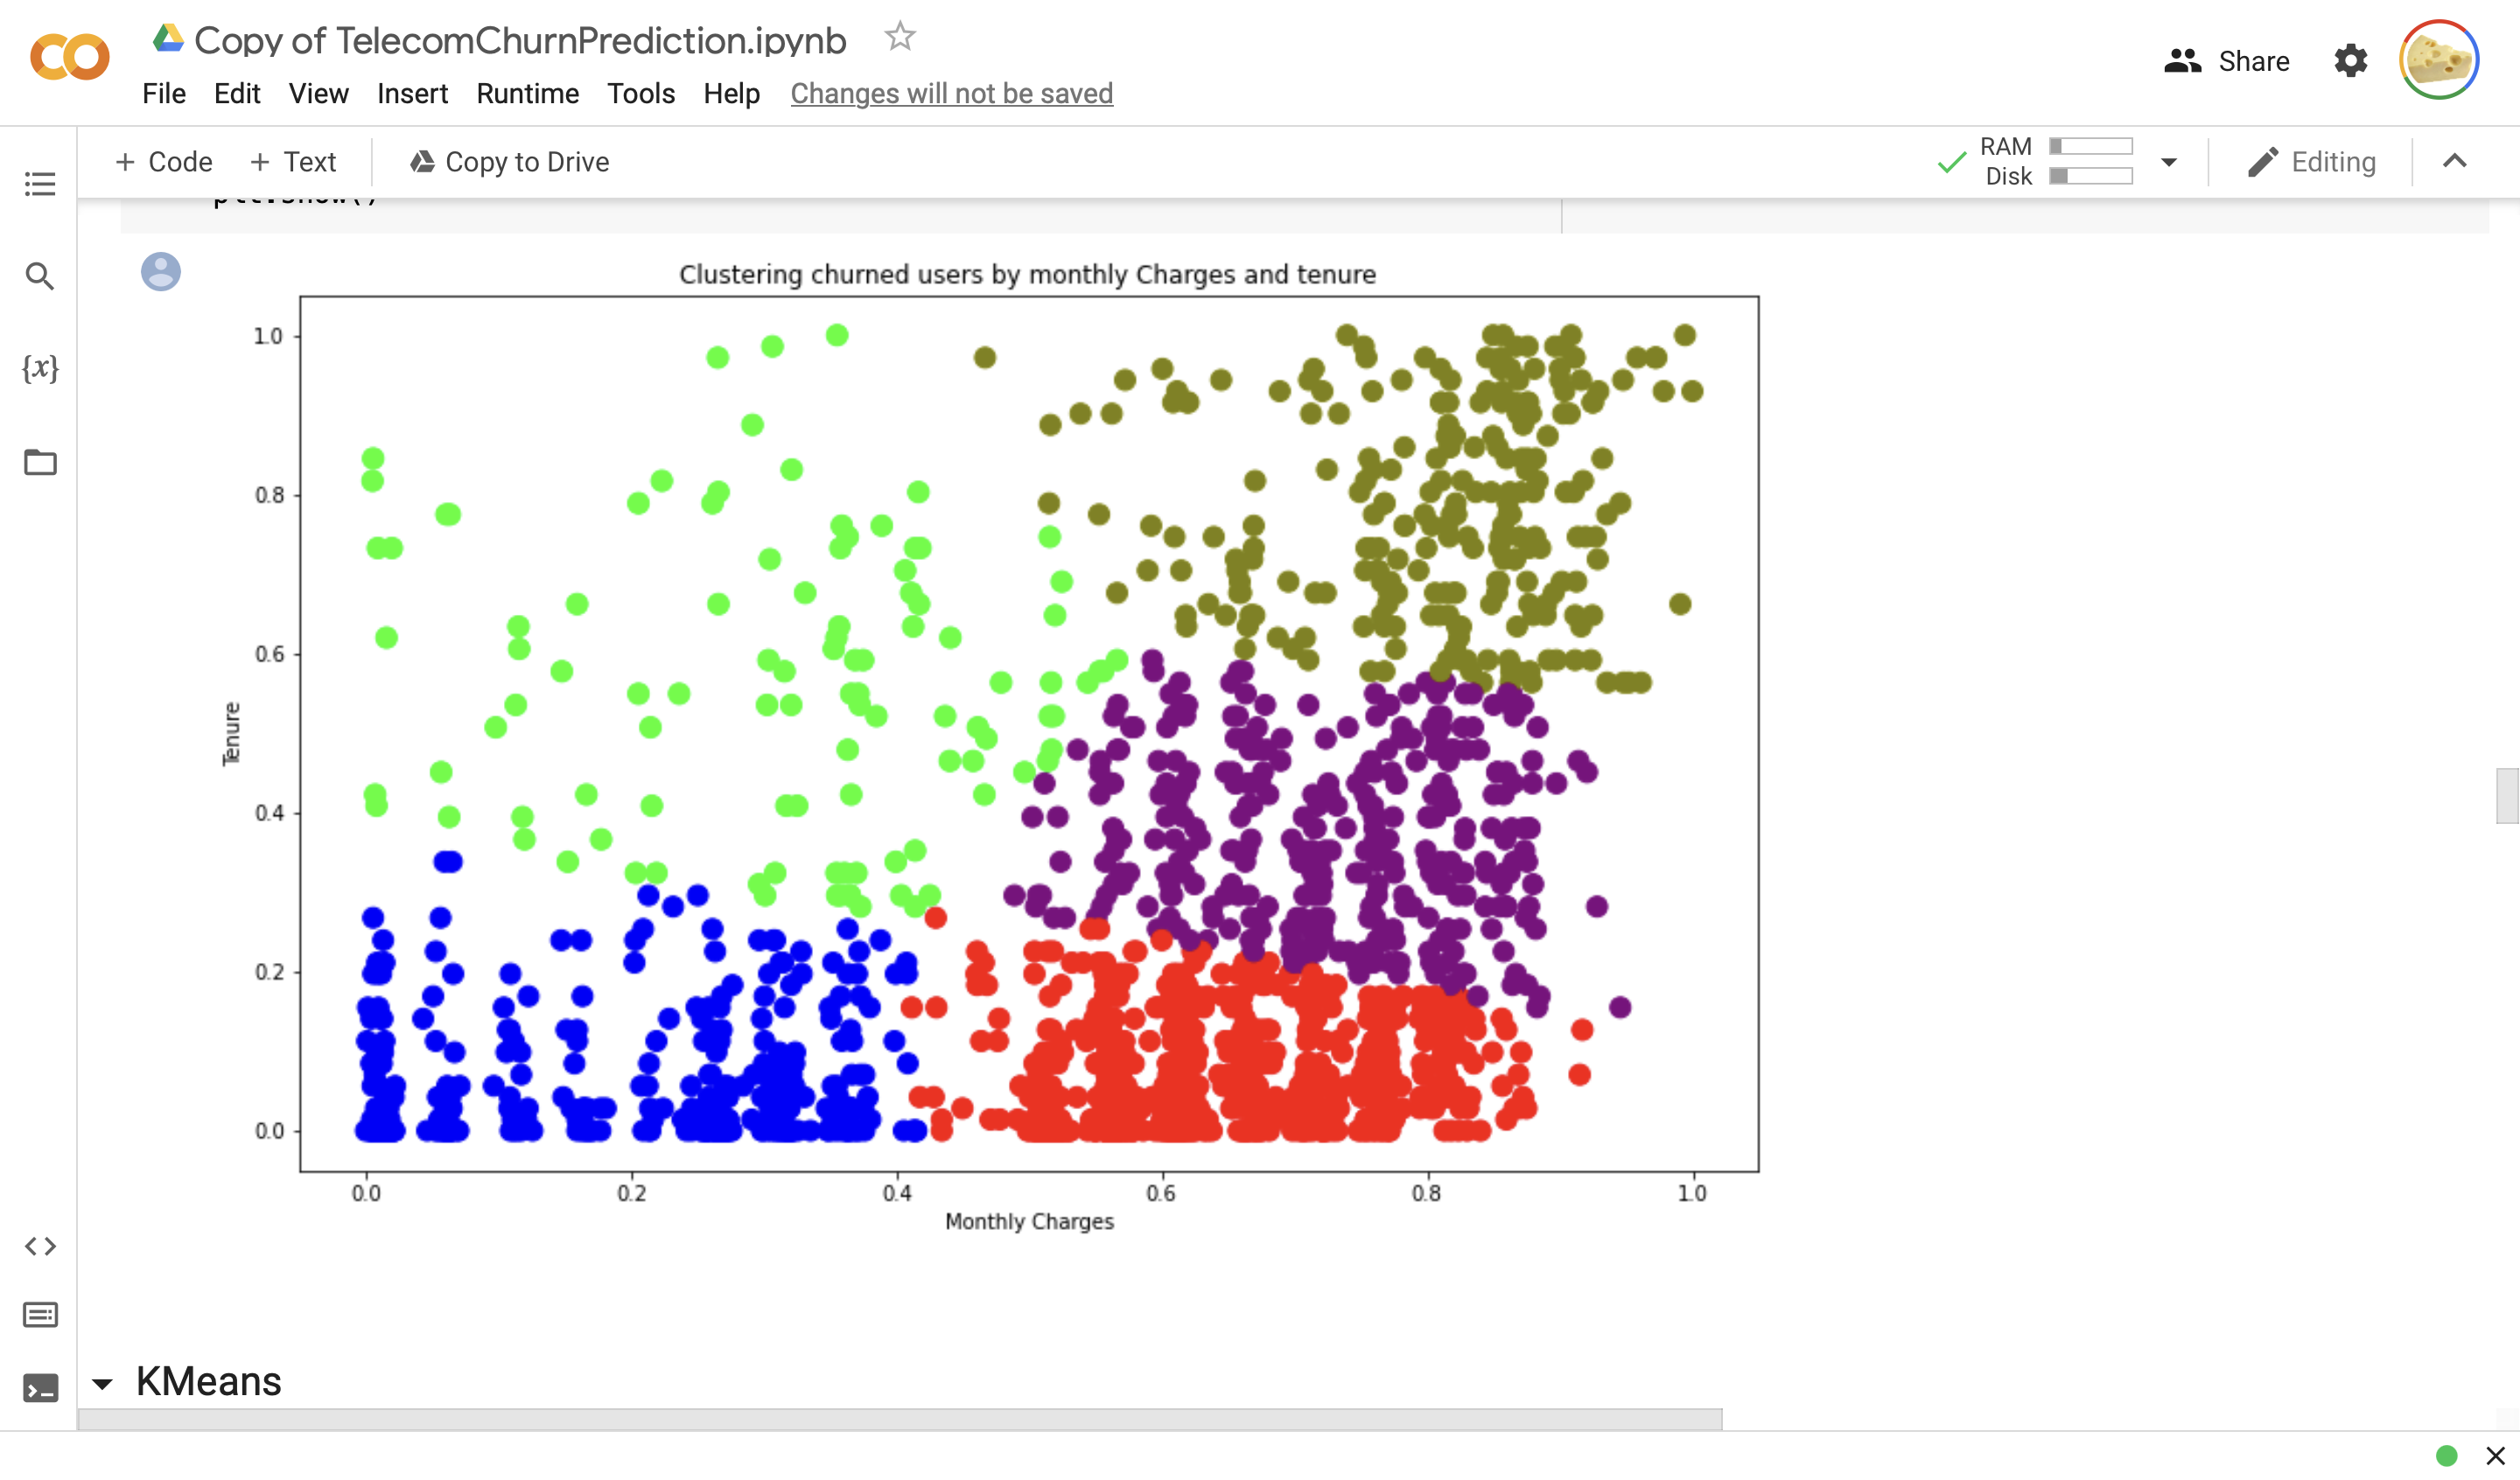 Copy of TelecomChurnPrediction.ipynb
File Edit View Insert Runtime Tools Help Changes will not be saved
Share
+ Code + Text Copy to Drive
RAM
Disk
Editing
plt.show()
{x}
Clustering churned users by monthly Charges and tenure
1.0
0.8
0.6
0.4
0.2
0.0
Tenure
0.0 0.2 0.4 0.6 0.8 1.0
Monthly Charges
KMeans